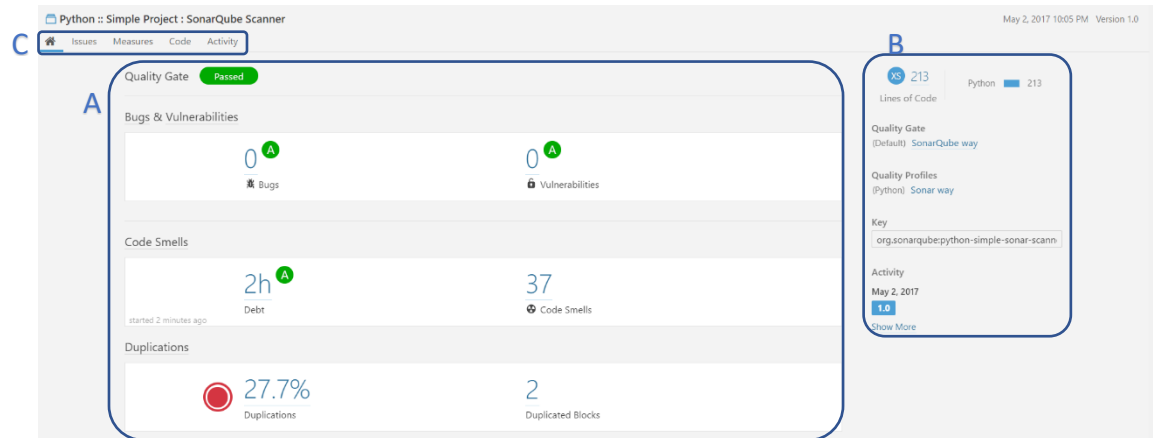 Python :: Simple Project : SonarQube Scanner
May 2, 2017 10:05 PM Version 1.0
C
Issues Measures Code Activity
B
A
Quality Gate Passed
Bugs & Vulnerabilities
0 A
Bugs
0 A
Vulnerabilities
Code Smells
2h A
Debt
started 2 minutes ago
37
Code Smells
Duplications
27.7%
Duplications
2
Duplicated Blocks
XS 213
Lines of Code
Python 213
Quality Gate
(Default) SonarQube way
Quality Profiles
(Python) Sonar way
Key
org.sonarqube:python-simple-sonar-scann
Activity
May 2, 2017
1.0
Show More